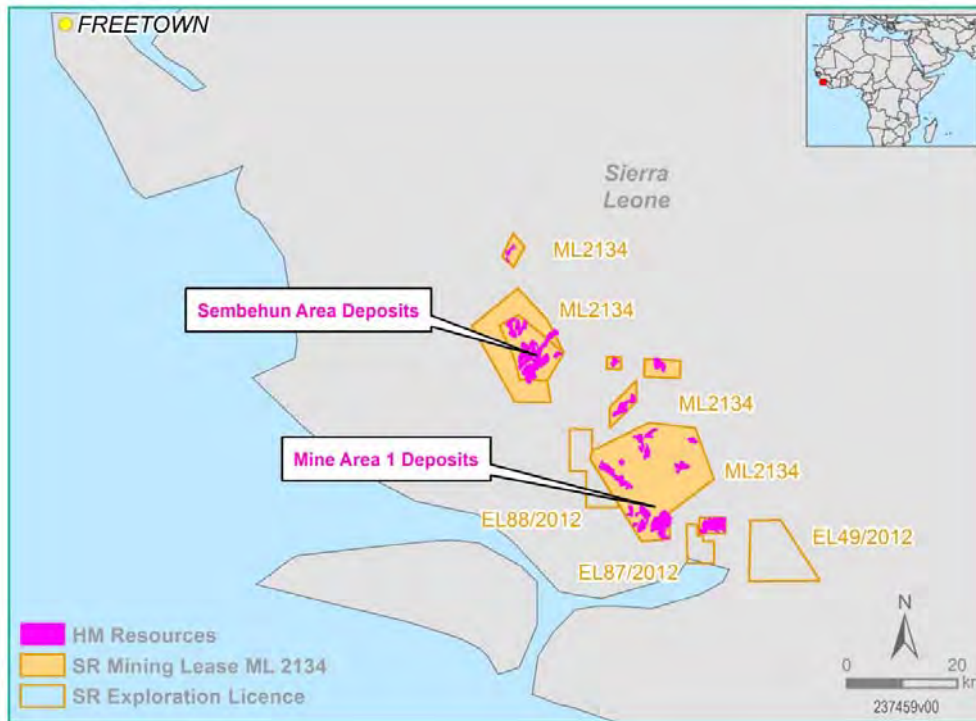 FREETOWN
Sierra
Leone
ML2134
Sembehun Area Deposits
ML2134
ML2134
Mine Area 1 Deposits
ML2134
EL88/2012
EL49/2012
EL87/2012
HM Resources
SR Mining Lease ML 2134
SR Exploration Licence
N
0 20
km
237459v00